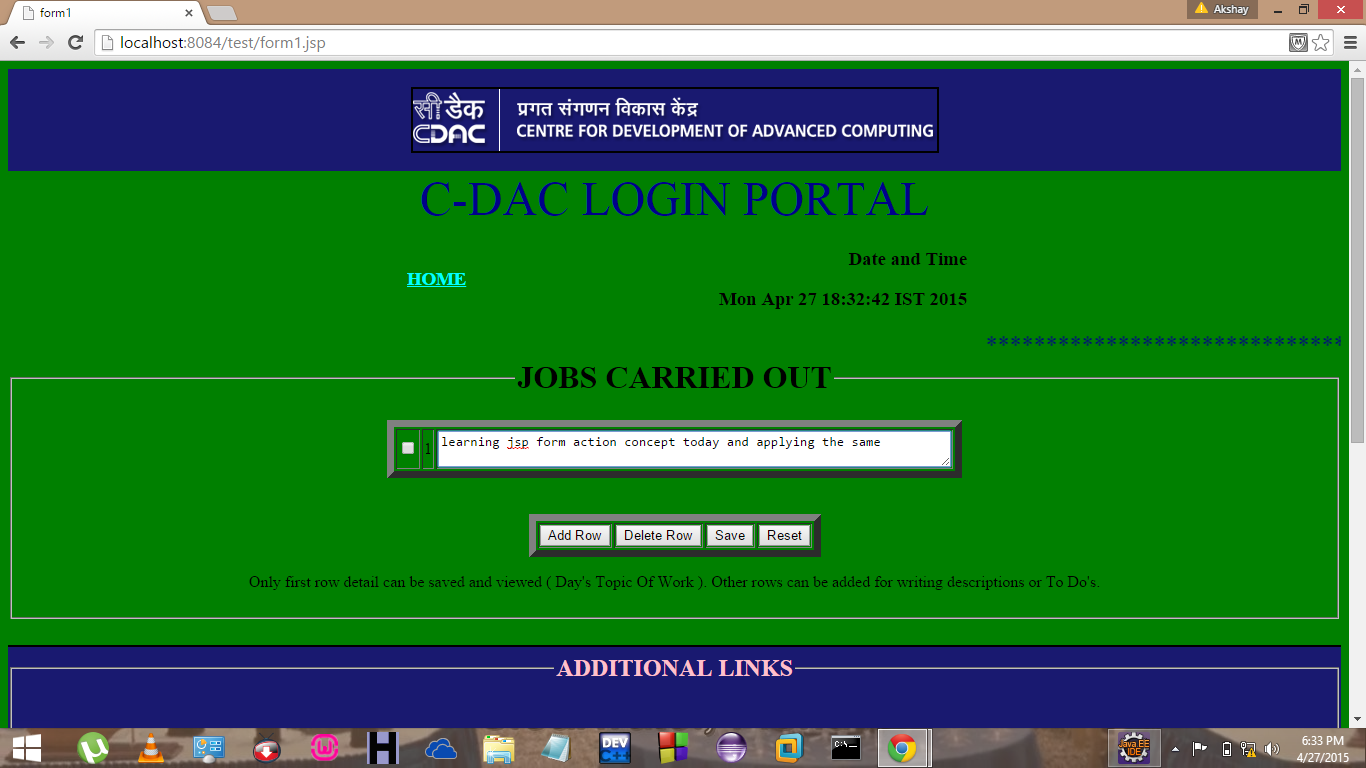 form1
Akshay
localhost:8084/test/form1.jsp
सी डैक
CDAC
प्रगत संगणन विकास केंद्र
CENTRE FOR DEVELOPMENT OF ADVANCED COMPUTING
C-DAC LOGIN PORTAL
HOME
Date and Time
Mon Apr 27 18:32:42 IST 2015
******************************
JOBS CARRIED OUT
1
learning jsp form action concept today and applying the same
Add Row Delete Row Save Reset
Only first row detail can be saved and viewed ( Day's Topic Of Work ). Other rows can be added for writing descriptions or To Do's.
ADDITIONAL LINKS
DEV C++
C:\_
Java EE IDE
6:33 PM
4/27/2015